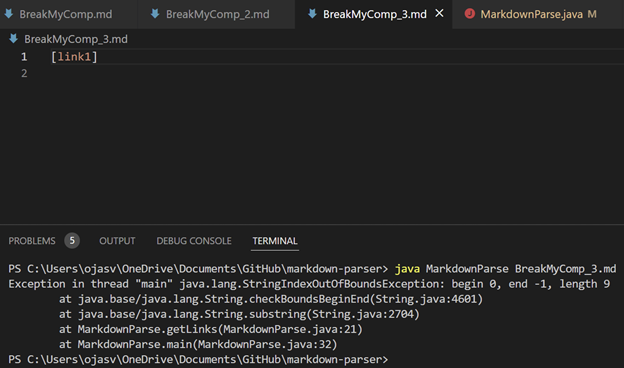 BreakMyComp.md BreakMyComp_2.md BreakMyComp_3.md × J MarkdownParse.java M
BreakMyComp_3.md
1 [link1]
2
PROBLEMS 5 OUTPUT DEBUG CONSOLE TERMINAL
PS C:\Users\ojasv\OneDrive\Documents\GitHub\markdown-parser> java MarkdownParse BreakMyComp_3.md
Exception in thread "main" java.lang.StringIndexOutOfBoundsException: begin 0, end -1, length 9
at java.base/java.lang.String.checkBoundsBeginEnd(String.java:4601)
at java.base/java.lang.String.substring(String.java:2704)
at MarkdownParse.getLinks(MarkdownParse.java:21)
at MarkdownParse.main(MarkdownParse.java:32)
PS C:\Users\ojasv\OneDrive\Documents\GitHub\markdown-parser>